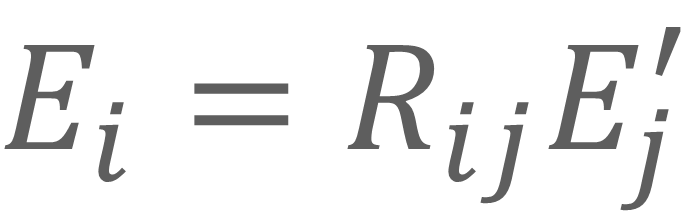 E_i = R_{ij} E'_j